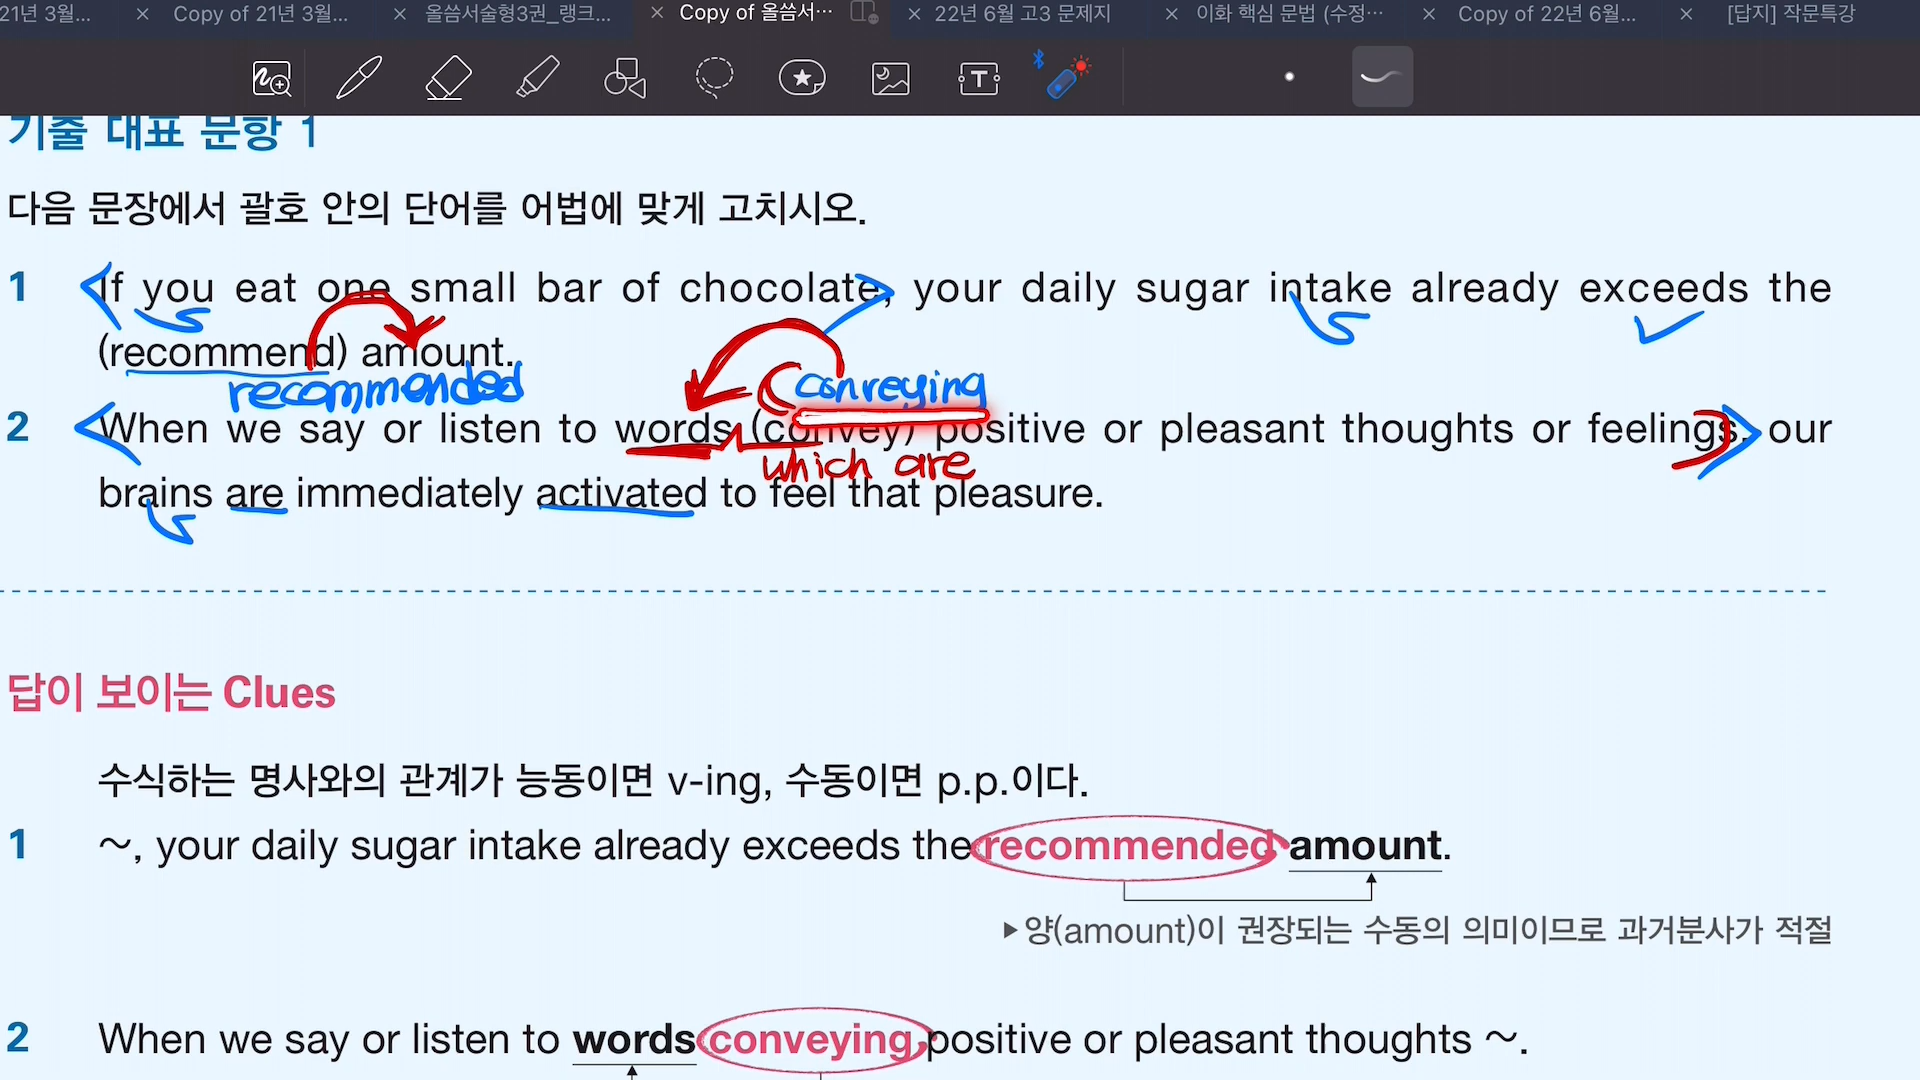 21년 3월...
Copy of 21년 3월...
올씀서술형3권_랭크...
Copy of 올씀서...
22년 6월 고3 문제지
이화 핵심 문법 (수정...
Copy of 22년 6월...
[답지] 작문특강
기출 대표 문항 1
다음 문장에서 괄호 안의 단어를 어법에 맞게 고치시오.
1 If you eat one small bar of chocolate, your daily sugar intake already exceeds the
(recommend) amount.
recommended
conveying
2 When we say or listen to words (convey) positive or pleasant thoughts or feelings, our
which are
brains are immediately activated to feel that pleasure.
답이 보이는 Clues
수식하는 명사와의 관계가 능동이면 v-ing, 수동이면 p.p.이다.
1 ~, your daily sugar intake already exceeds the recommended amount.
▶양(amount)이 권장되는 수동의 의미이므로 과거분사가 적절
2 When we say or listen to words conveying positive or pleasant thoughts ~.